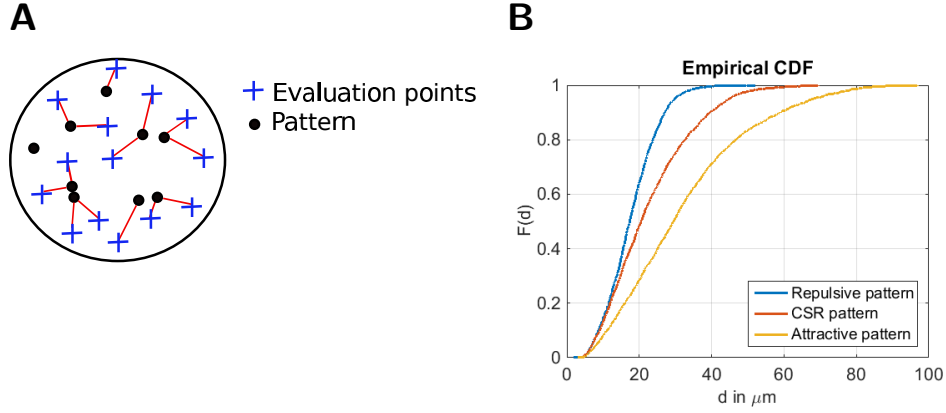 A
Evaluation points
Pattern
B
Empirical CDF
F(d)
1
0.8
0.6
0.4
0.2
0
0 20 40 60 80 100
d in μm
Repulsive pattern
CSR pattern
Attractive pattern